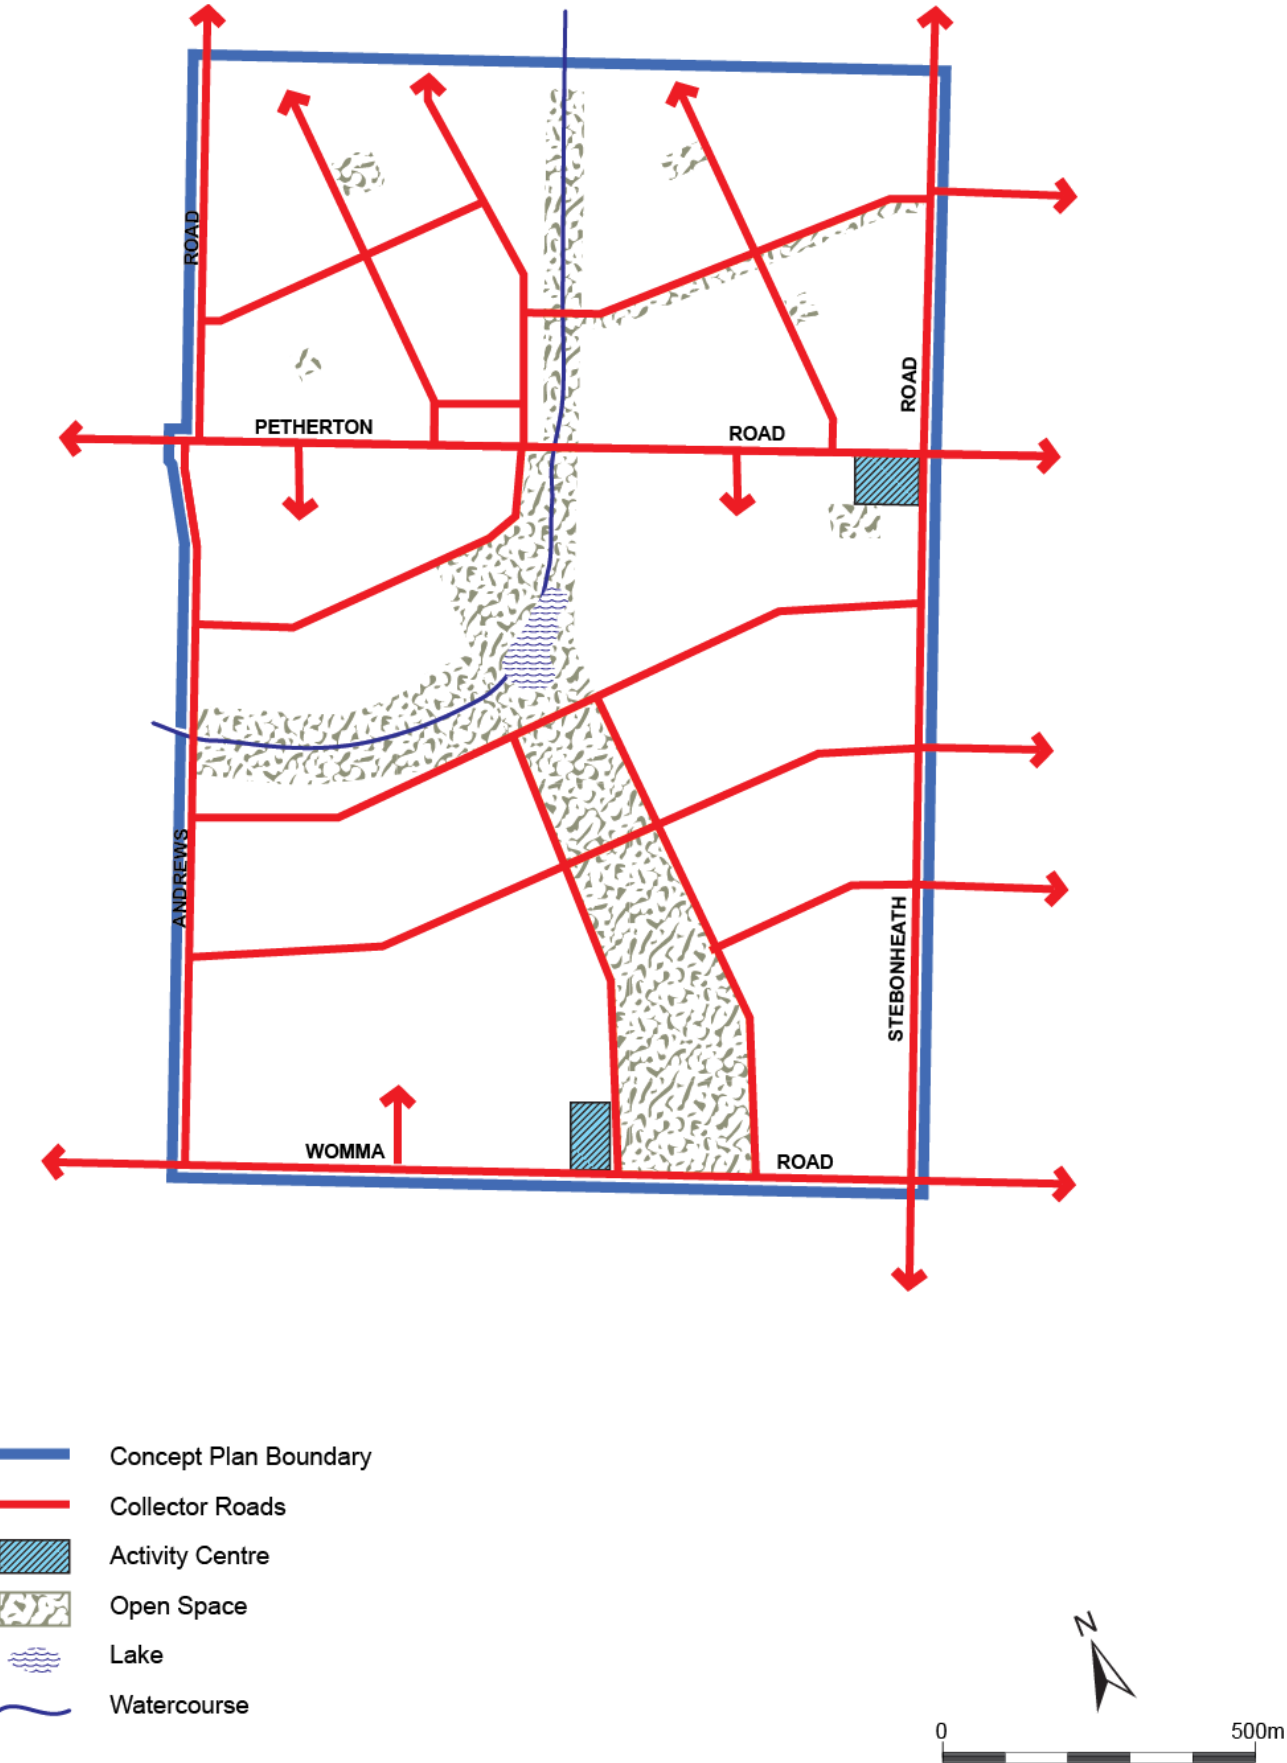 ROAD
ROAD
PETHERTON
ROAD
ANDREWS
STEBONHEATH
WOMMA
ROAD
Concept Plan Boundary
Collector Roads
Activity Centre
Open Space
Lake
Watercourse
N
0 500m